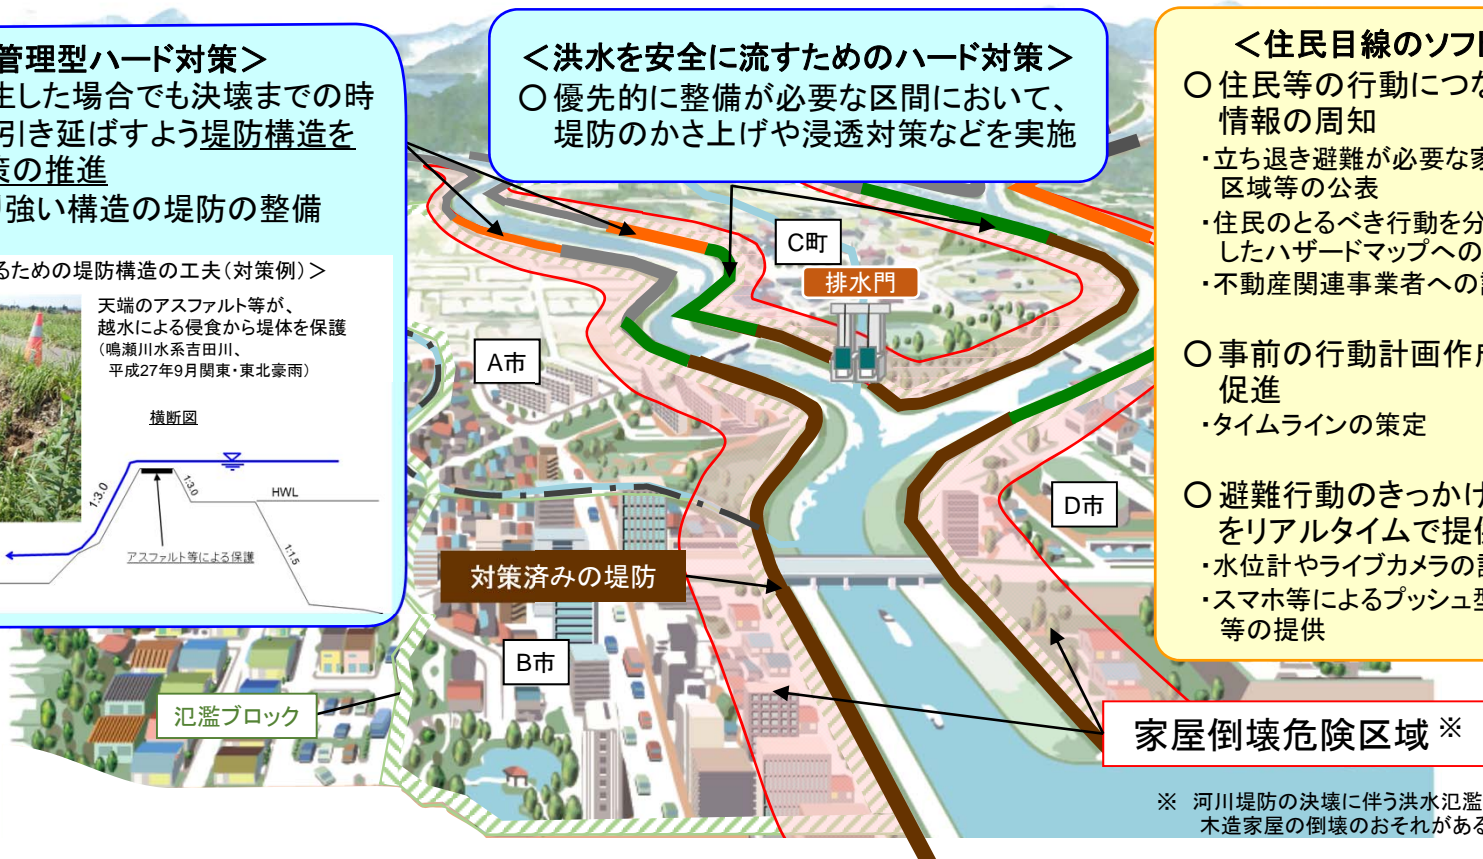 管理型ハード対策＞
生した場合でも決壊までの時
引き延ばすよう堤防構造を
策の推進
強い構造の堤防の整備
るための堤防構造の工夫(対策例)＞
天端のアスファルト等が、
越水による侵食から堤体を保護
(鳴瀬川水系吉田川、
平成27年9月関東・東北豪雨)
横断図
1:3.0
1:3.0
HWL
1:1.5
アスファルト等による保護
＜洪水を安全に流すためのハード対策＞
○優先的に整備が必要な区間において、
堤防のかさ上げや浸透対策などを実施
C町
排水門
A市
D市
対策済みの堤防
B市
氾濫ブロック
＜住民目線のソフ
○住民等の行動につな
情報の周知
・立ち退き避難が必要な家
区域等の公表
・住民のとるべき行動を分
したハザードマップへの
・不動産関連事業者への
○事前の行動計画作成
促進
・タイムラインの策定
○避難行動のきっかけ
をリアルタイムで提供
・水位計やライブカメラの
・スマホ等によるプッシュ型
等の提供
家屋倒壊危険区域※
※ 河川堤防の決壊に伴う洪水氾濫
木造家屋の倒壊のおそれがある